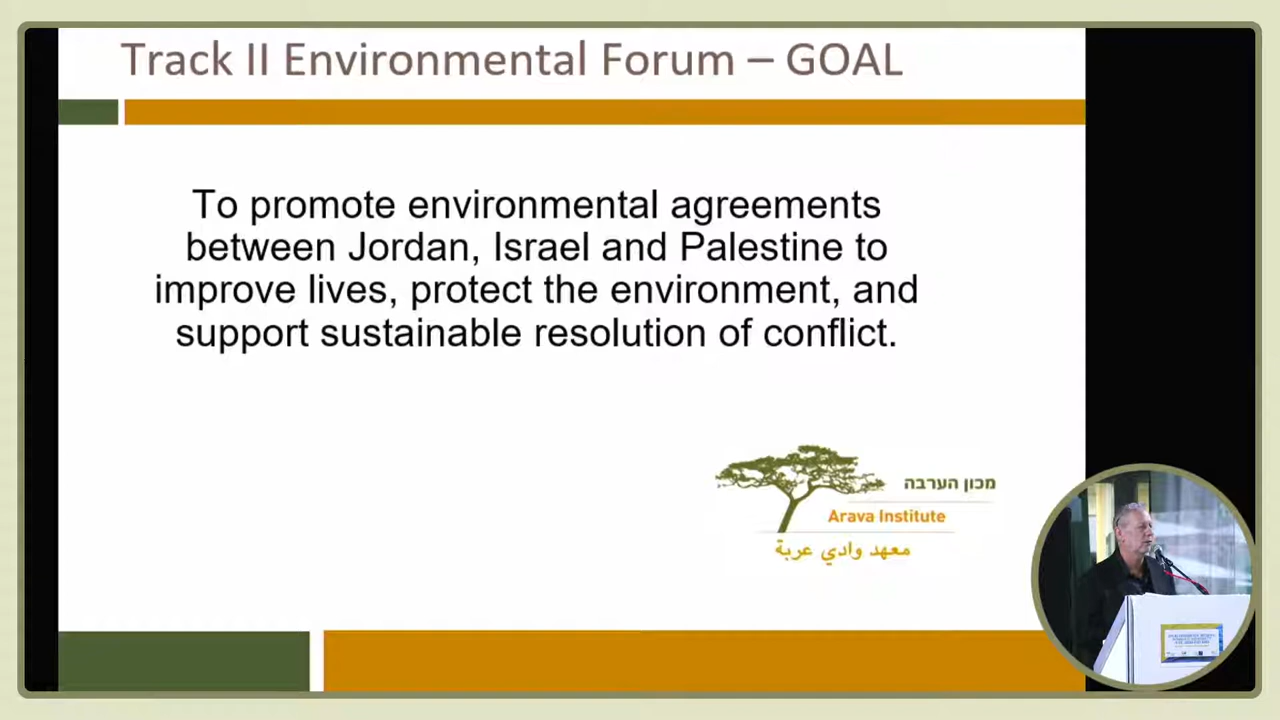 Track II Environmental Forum – GOAL
To promote environmental agreements
between Jordan, Israel and Palestine to
improve lives, protect the environment, and
support sustainable resolution of conflict.
מכון הערבה
Arava Institute
معهد وادي عربة